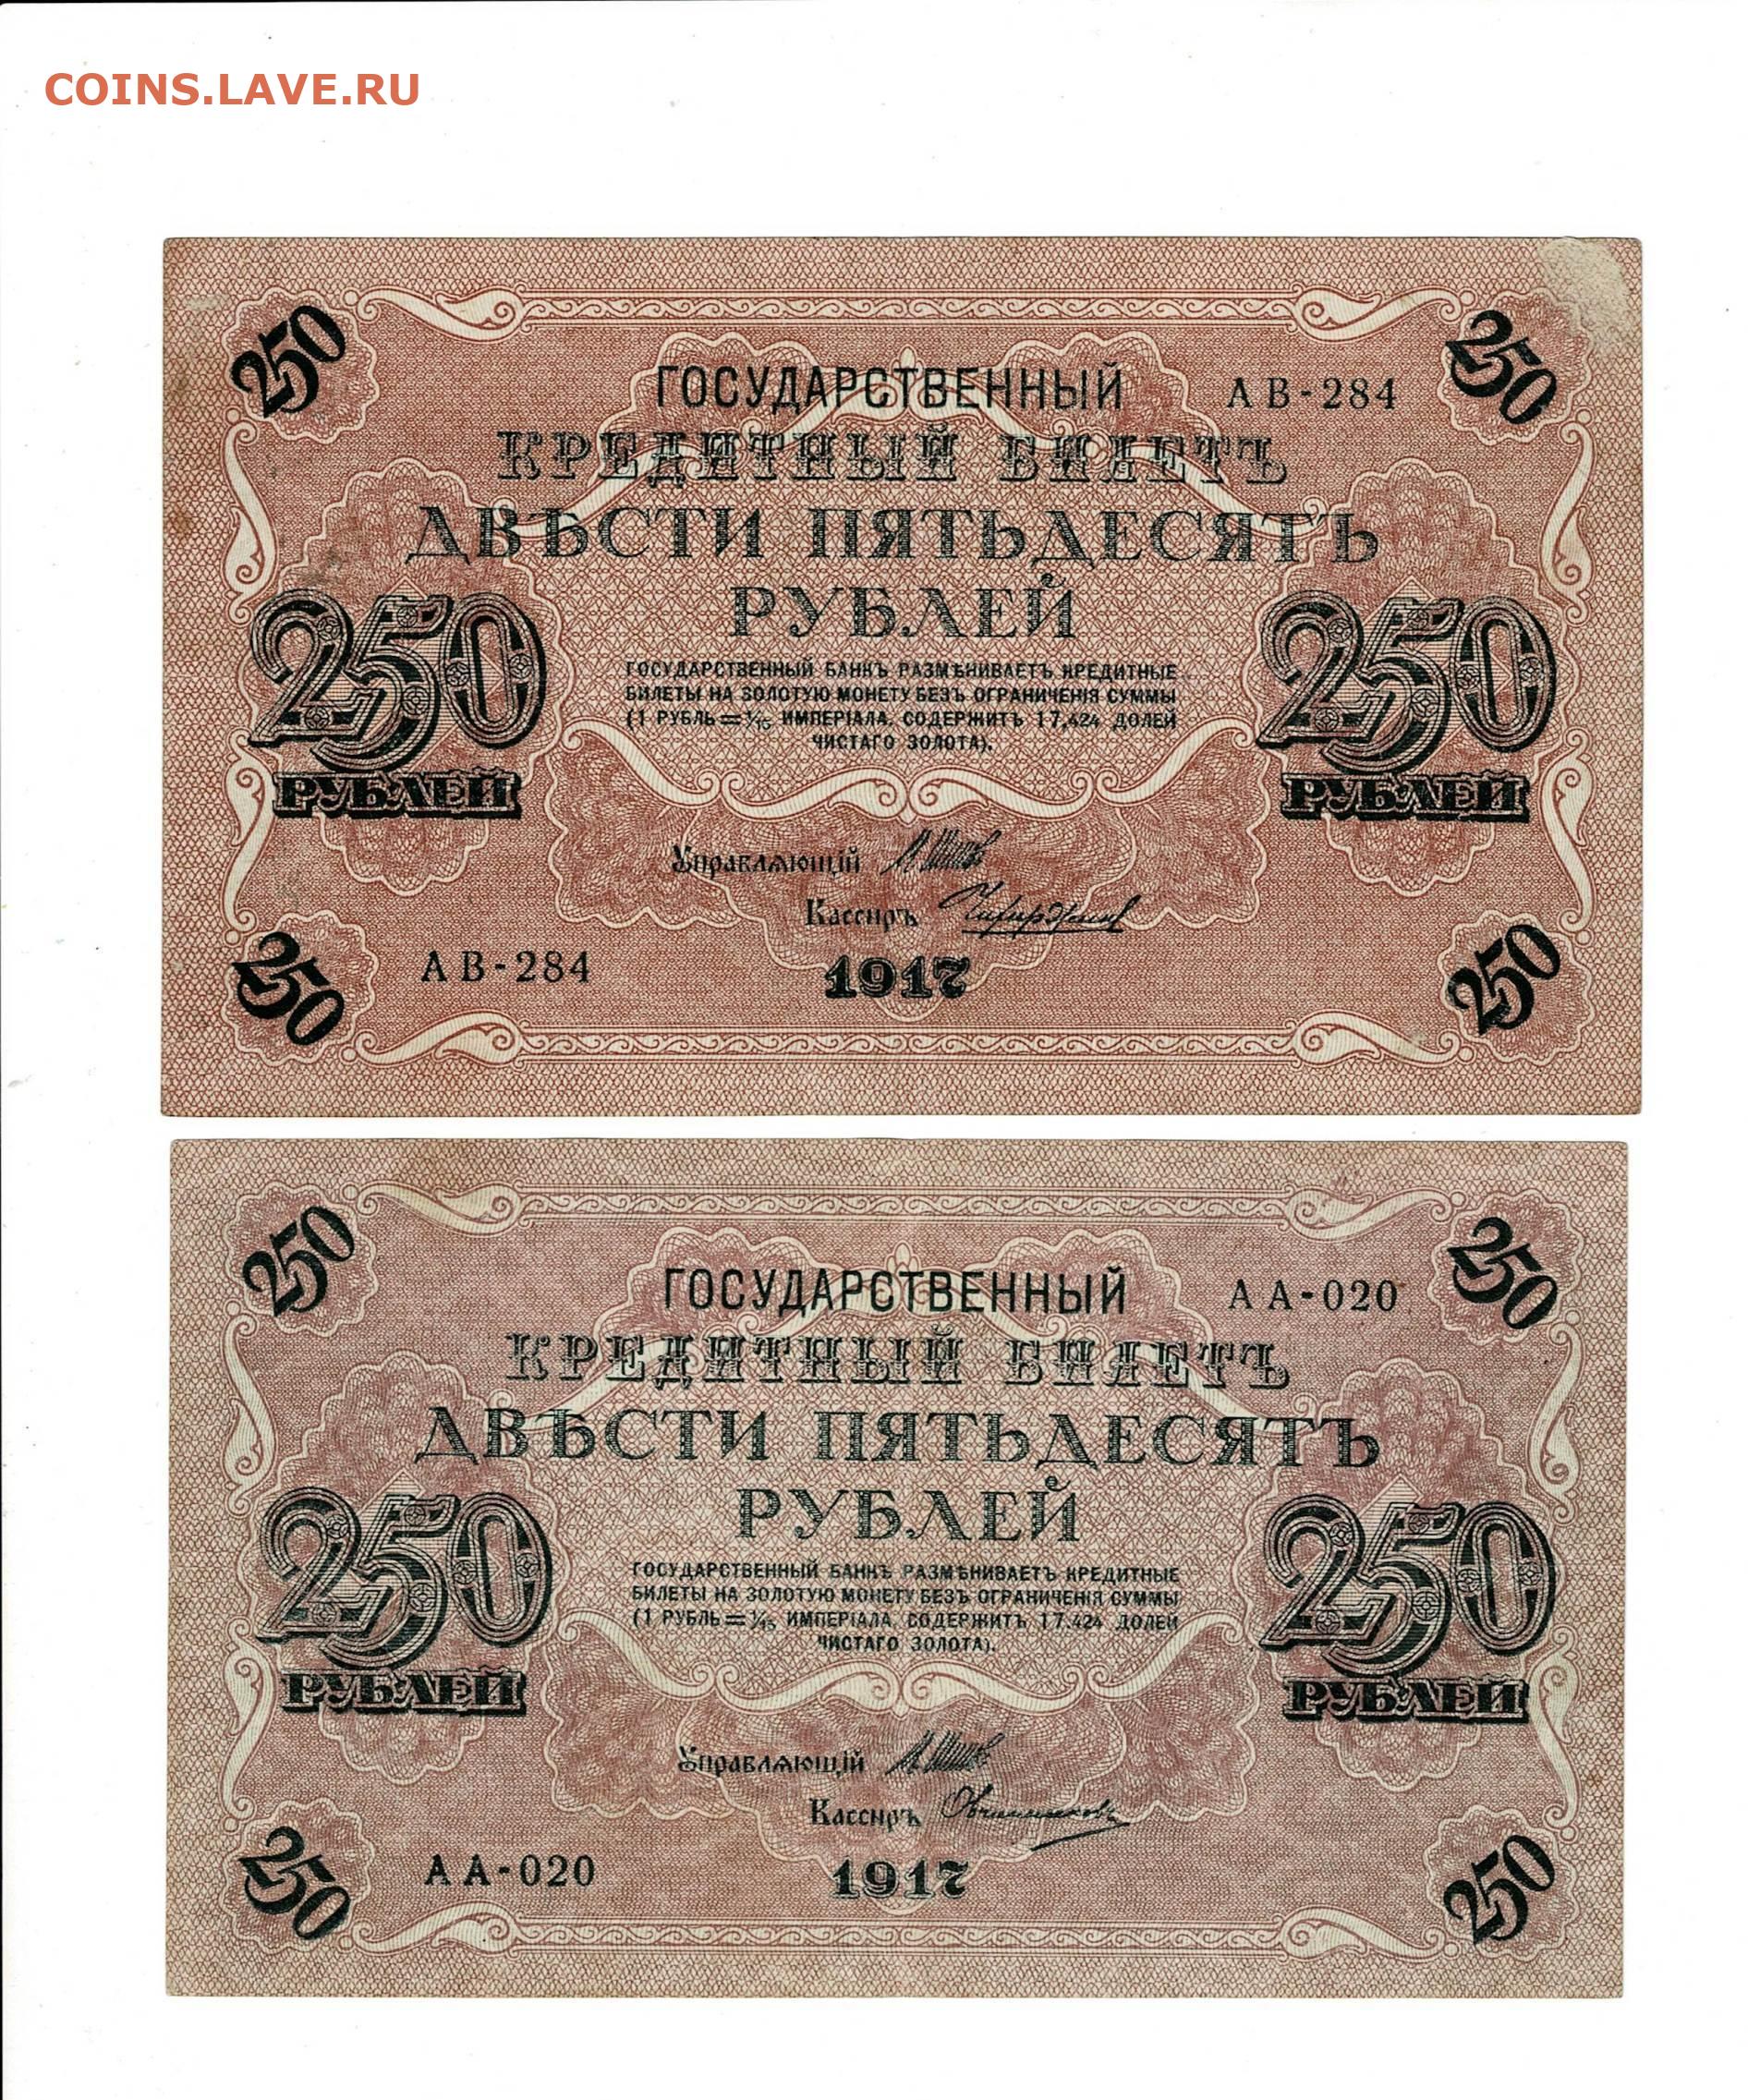 COINS.LAVE.RU
250
250
ГОСУДАРСТВЕННЫЙ
АВ-284
КРЕДИТНЫЙ БИЛЕТЪ
ДВѢСТИ ПЯТЬДЕСЯТЪ
РУБЛЕЙ
250
РУБЛЕЙ
ГОСУДАРСТВЕННЫЙ БАНКЪ РАЗМѢНИВАЕТЪ КРЕДИТНЫЕ
БИЛЕТЫ НА ЗОЛОТУЮ МОНЕТУ БЕЗЪ ОГРАНИЧЕНІЯ СУММЫ
(1 РУБЛЬ = 1/15 ИМПЕРІАЛА, СОДЕРЖИТЪ 17,424 ДОЛЕЙ
ЧИСТАГО ЗОЛОТА).
250
РУБЛЕЙ
Управляющій
Кассиръ
АВ-284
1917
250
250
250
250
ГОСУДАРСТВЕННЫЙ
АА-020
КРЕДИТНЫЙ БИЛЕТЪ
ДВѢСТИ ПЯТЬДЕСЯТЪ
РУБЛЕЙ
250
РУБЛЕЙ
ГОСУДАРСТВЕННЫЙ БАНКЪ РАЗМѢНИВАЕТЪ КРЕДИТНЫЕ
БИЛЕТЫ НА ЗОЛОТУЮ МОНЕТУ БЕЗЪ ОГРАНИЧЕНІЯ СУММЫ
(1 РУБЛЬ = 1/15 ИМПЕРІАЛА, СОДЕРЖИТЪ 17,424 ДОЛЕЙ
ЧИСТАГО ЗОЛОТА).
250
РУБЛЕЙ
Управляющій
Кассиръ Овчинниковъ
АА-020
1917
250
250